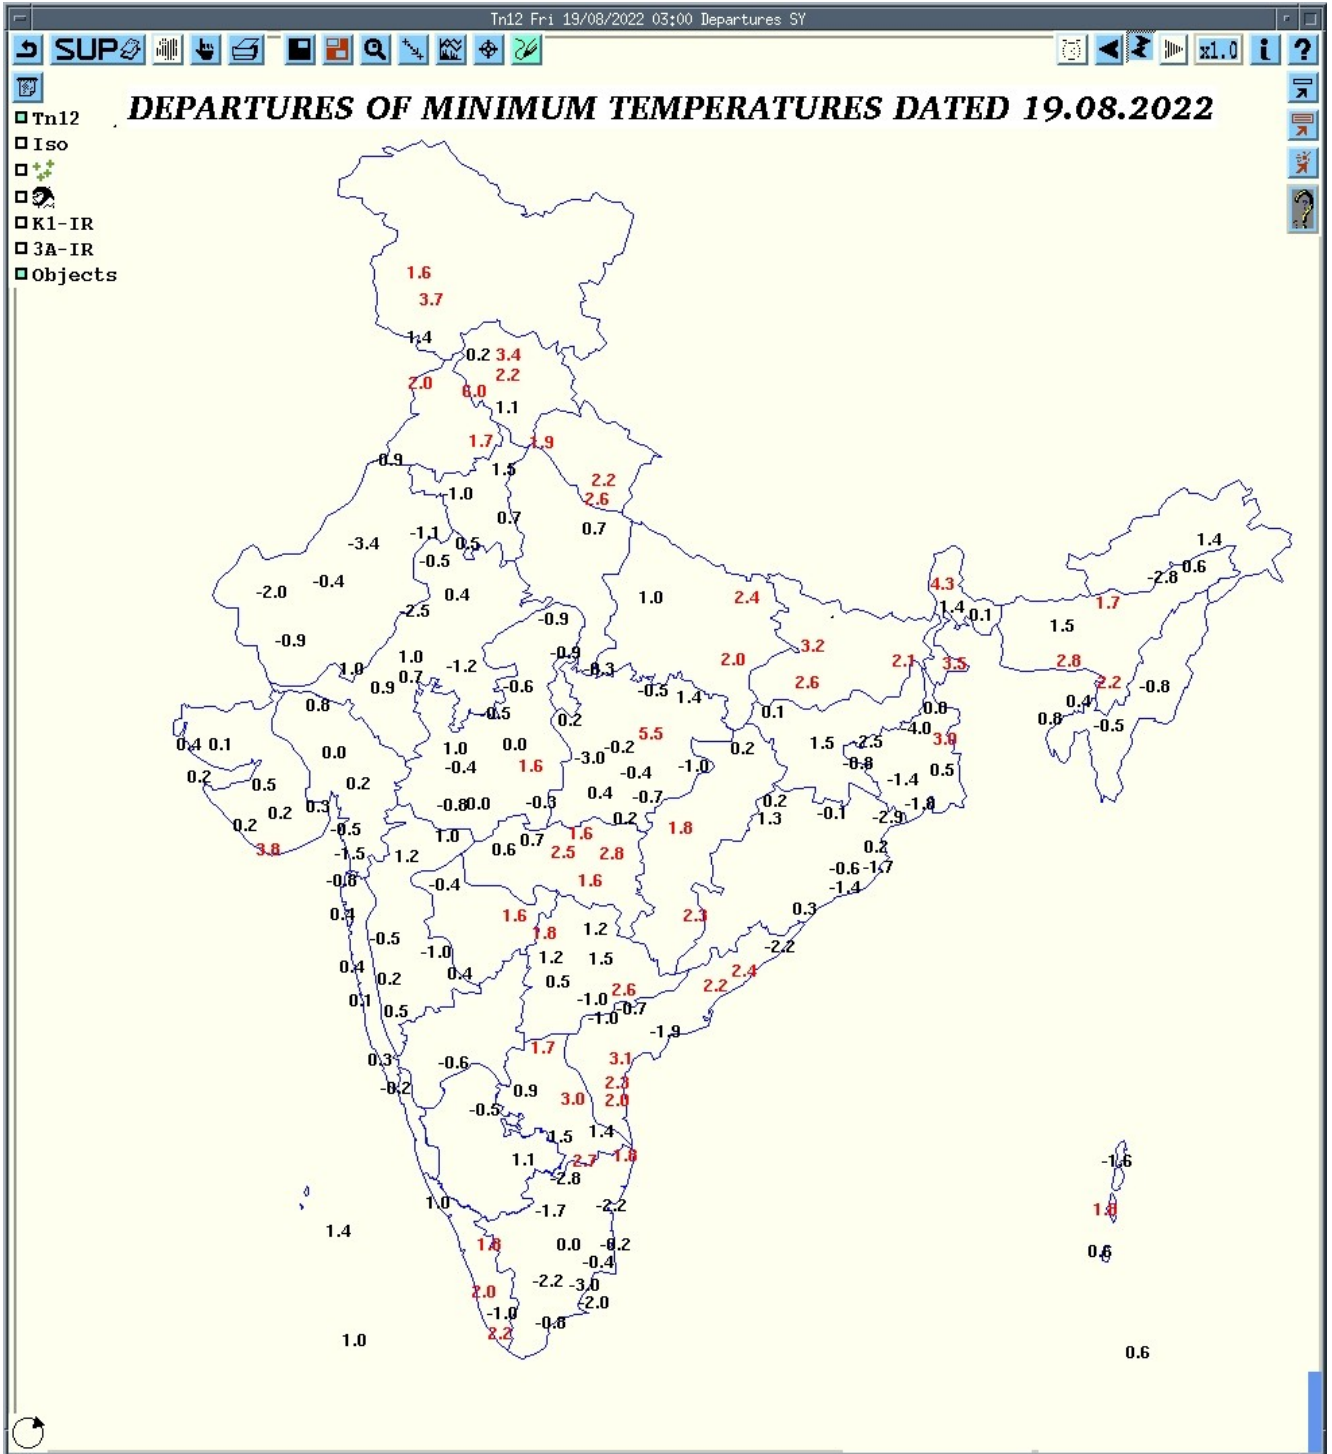 Tn12 Fri 19/08/2022 03:00 Departures SY
SUP x1.0 i ?
DEPARTURES OF MINIMUM TEMPERATURES DATED 19.08.2022
Tn12
Iso
K1-IR
3A-IR
Objects
1.6
3.7
1.4
0.2 3.4
2.2
2.0 6.0
1.1
1.7 1.9
0.9
1.5
2.2
-1.0
2.6
0.7
0.7
-1.1
-3.4 0.5
1.4
-0.5
0.6
-2.8
-0.4
4.3
-2.0 0.4 1.0 2.4
1.7
1.4 0.1
-2.5
-0.9 1.5
-0.9
3.2
-0.9
1.0 2.0 2.1 3.5 2.8
1.0 -1.2
0.7
0.9 -0.6 -0.5 2.6 2.2 -0.8
1.4
0.8 0.4
-0.5 0.1
0.2 0.8 -0.5
5.5 -4.0
0.4 0.1 1.0 0.0 -0.2 0.2 1.5 -2.5 3.0
0.0 -3.0
-0.4 1.6 -1.0 -0.8
0.2 -0.4 0.5
0.5 0.2 -1.4
0.4 -0.7
0.3 -0.8 0.0 -0.3 0.2
0.2 -0.1
0.2 0.2 1.3 -2.9
-0.5 1.0 1.8
0.7 1.6
3.8 -1.5 1.2 0.6 2.5 2.8 0.2
-0.6 -1.7
-0.8 -0.4 1.6 -1.4
0.4 1.6 2.3 0.3
-0.5 1.8 1.2
-1.0 -2.2
0.4 1.2 1.5
0.2 0.4 2.4
0.5 2.6 2.2
0.1 -1.0
0.5 -0.7
-1.0
-1.9
0.3 -0.6 1.7 3.1
-0.2 0.9 2.3
3.0 2.0
-0.5
1.5 1.4
1.1 2.7 1.8
-1.6
-2.8
1.0 -1.7 -2.2
1.4
0.0
0.6
-0.4
-2.2 -3.0
2.0 -2.0
-1.0 -0.8
1.0 2.2
0.6